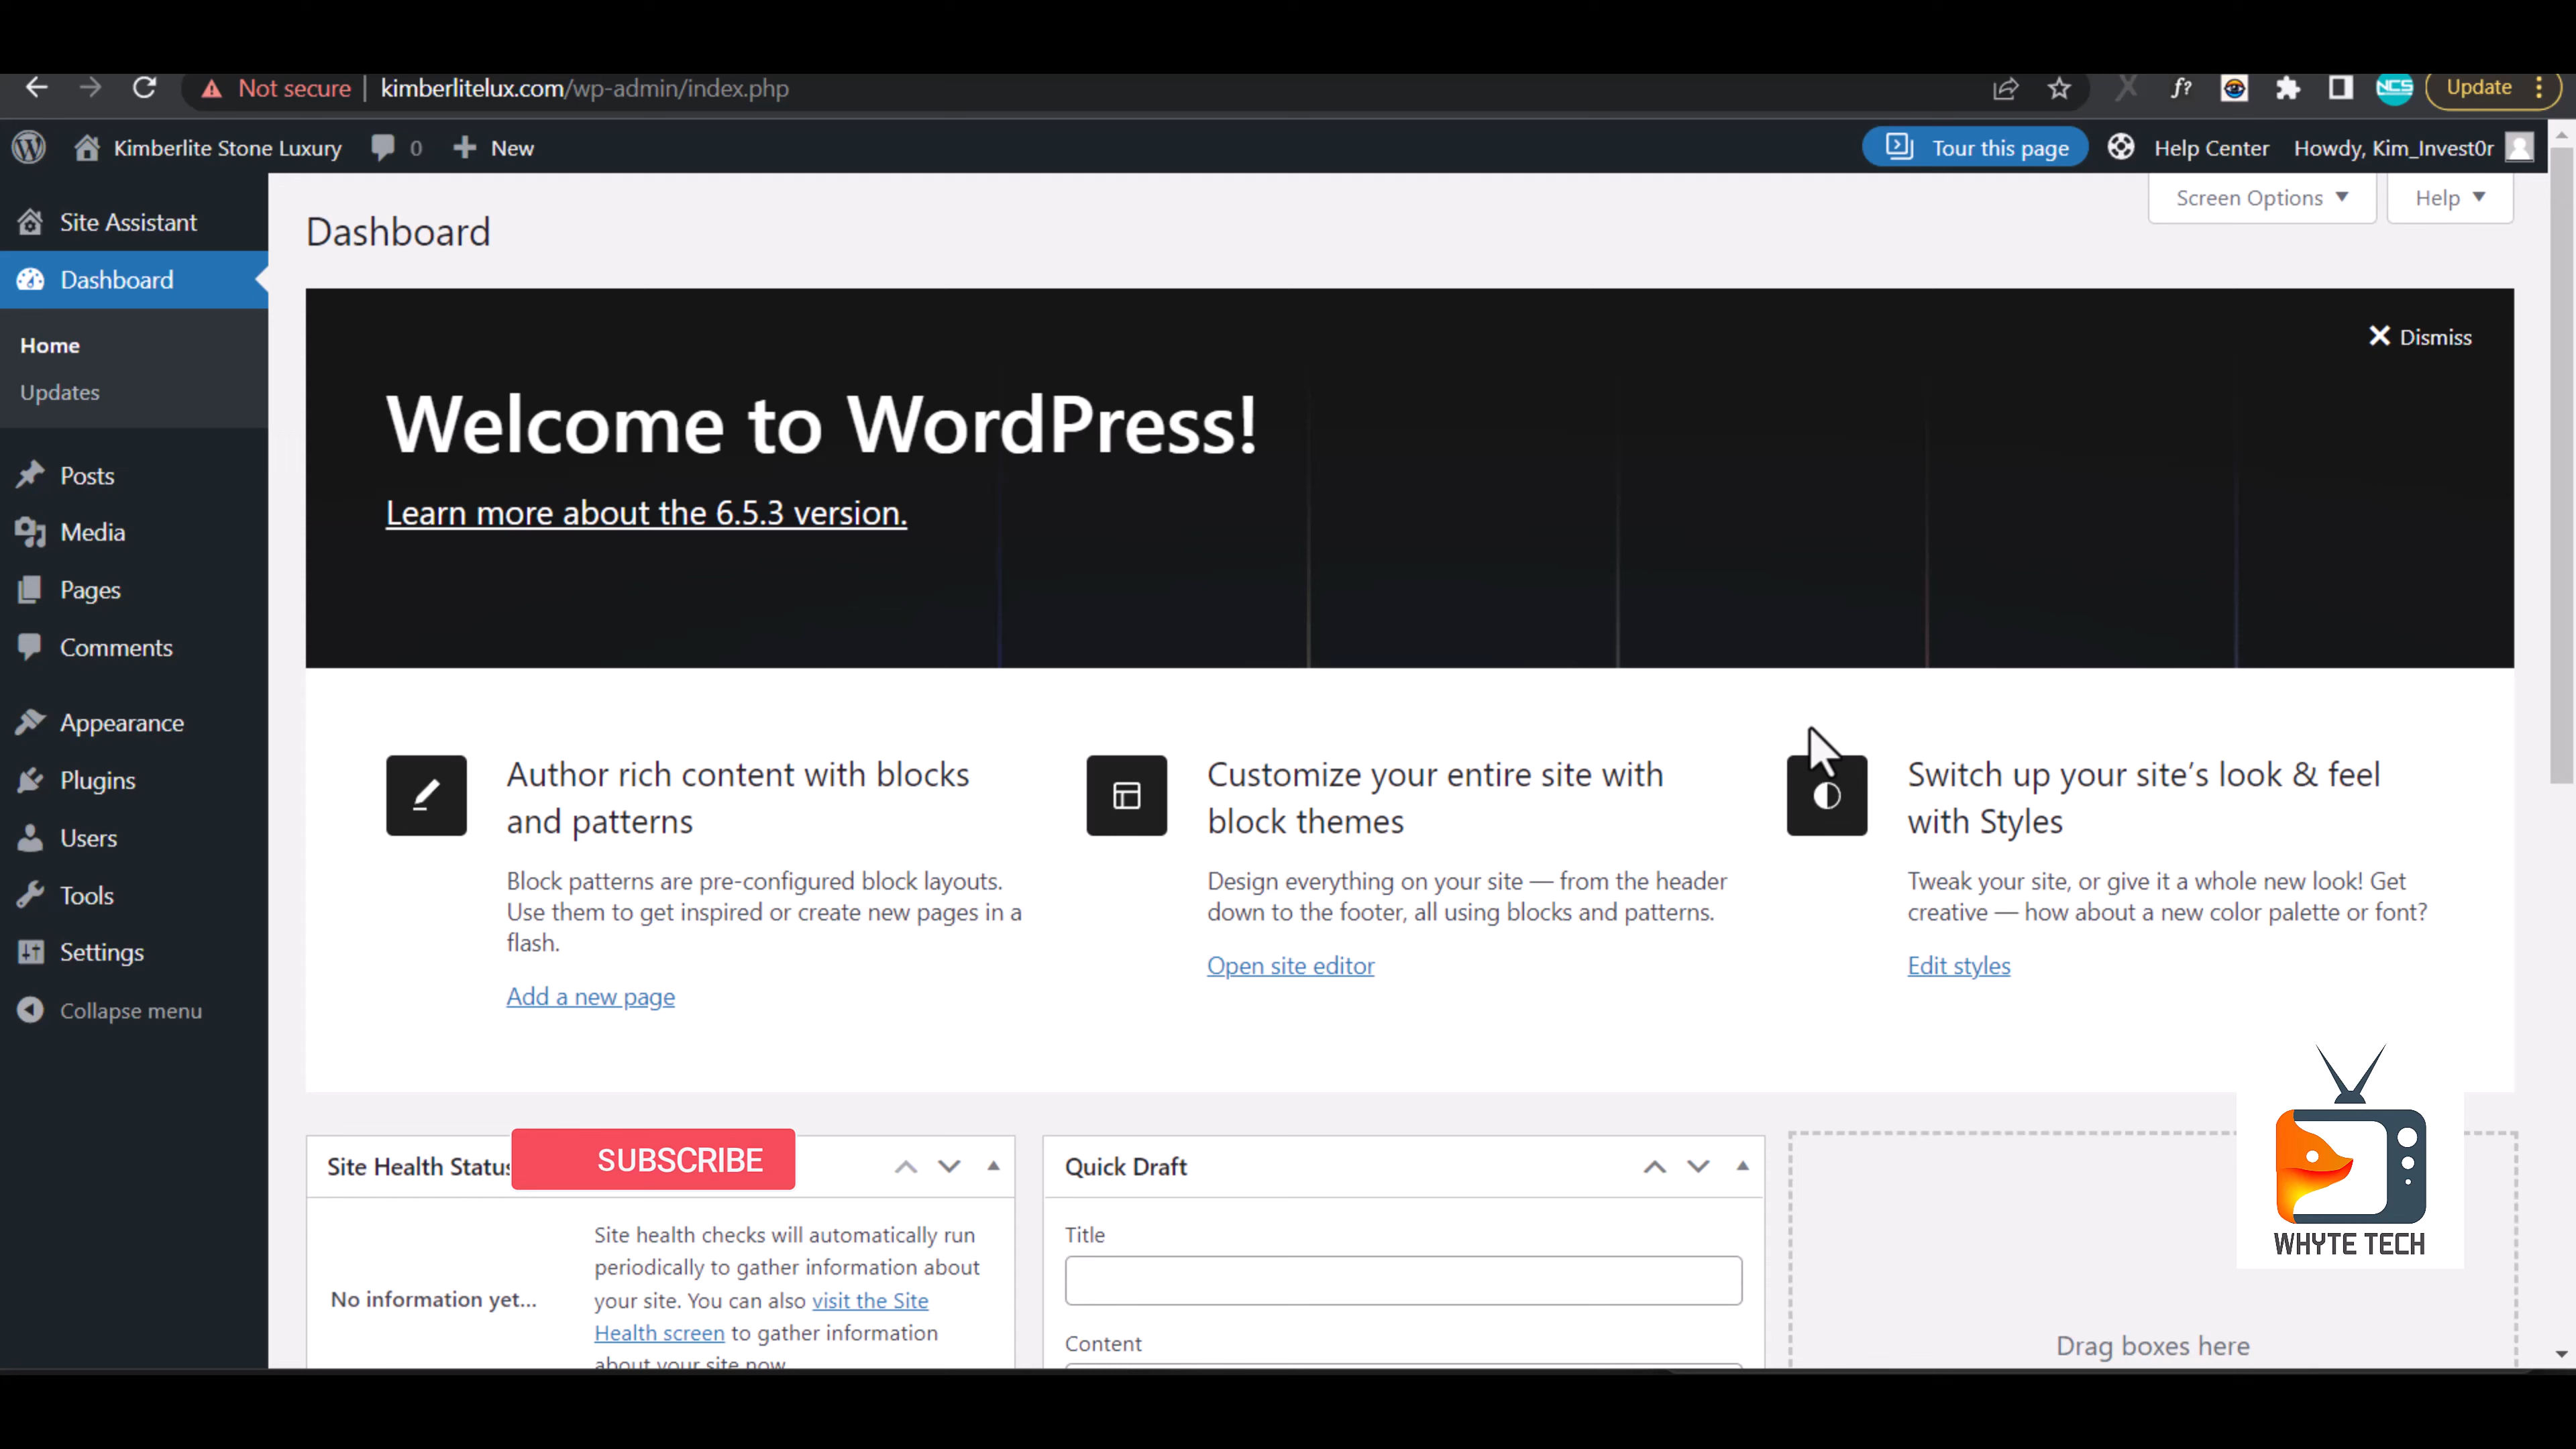 Not secure | kimberlitelux.com/wp-admin/index.php
f?
NCS
Update
Kimberlite Stone Luxury
0
New
Tour this page
Help Center
Howdy, Kim_Invest0r
Site Assistant
Dashboard
Home
Updates
Posts
Media
Pages
Comments
Appearance
Plugins
Users
Tools
Settings
Collapse menu
Screen Options
Help
Dashboard
Dismiss
Welcome to WordPress!
Learn more about the 6.5.3 version.
Author rich content with blocks
and patterns
Block patterns are pre-configured block layouts.
Use them to get inspired or create new pages in a
flash.
Add a new page
Customize your entire site with
block themes
Design everything on your site — from the header
down to the footer, all using blocks and patterns.
Open site editor
Switch up your site’s look & feel
with Styles
Tweak your site, or give it a whole new look! Get
creative — how about a new color palette or font?
Edit styles
Site Health Status
SUBSCRIBE
No information yet...
Site health checks will automatically run
periodically to gather information about
your site. You can also visit the Site
Health screen to gather information
about your site now
Quick Draft
Title
Content
Drag boxes here
WHYTE TECH